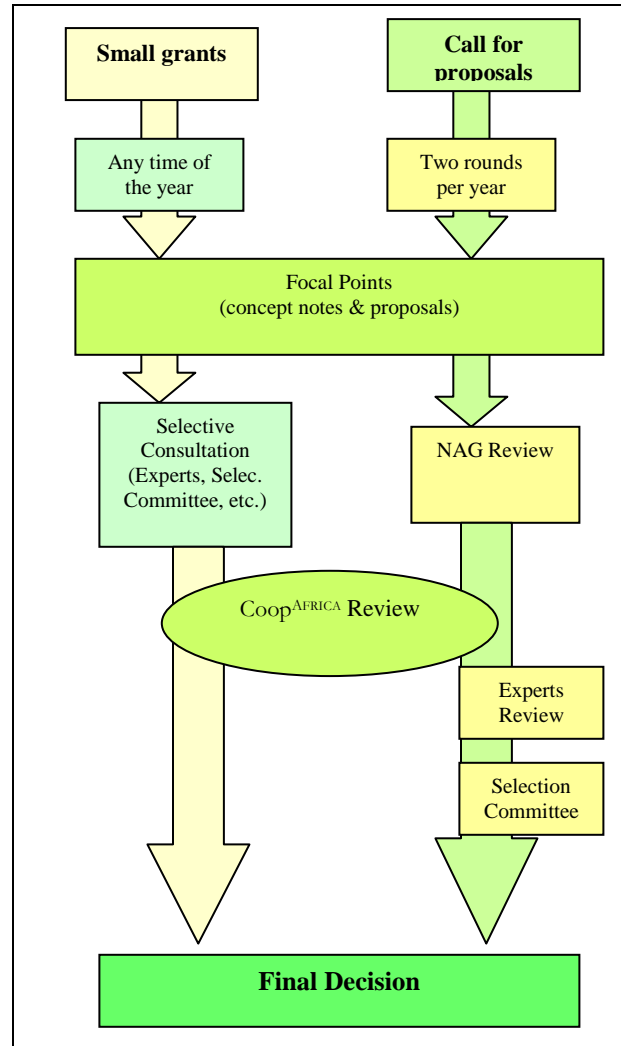 Small grants
Call for
proposals
Any time of
the year
Two rounds
per year
Focal Points
(concept notes & proposals)
Selective
Consultation
(Experts, Selec.
Committee, etc.)
NAG Review
CoopAFRICA Review
Experts
Review
Selection
Committee
Final Decision